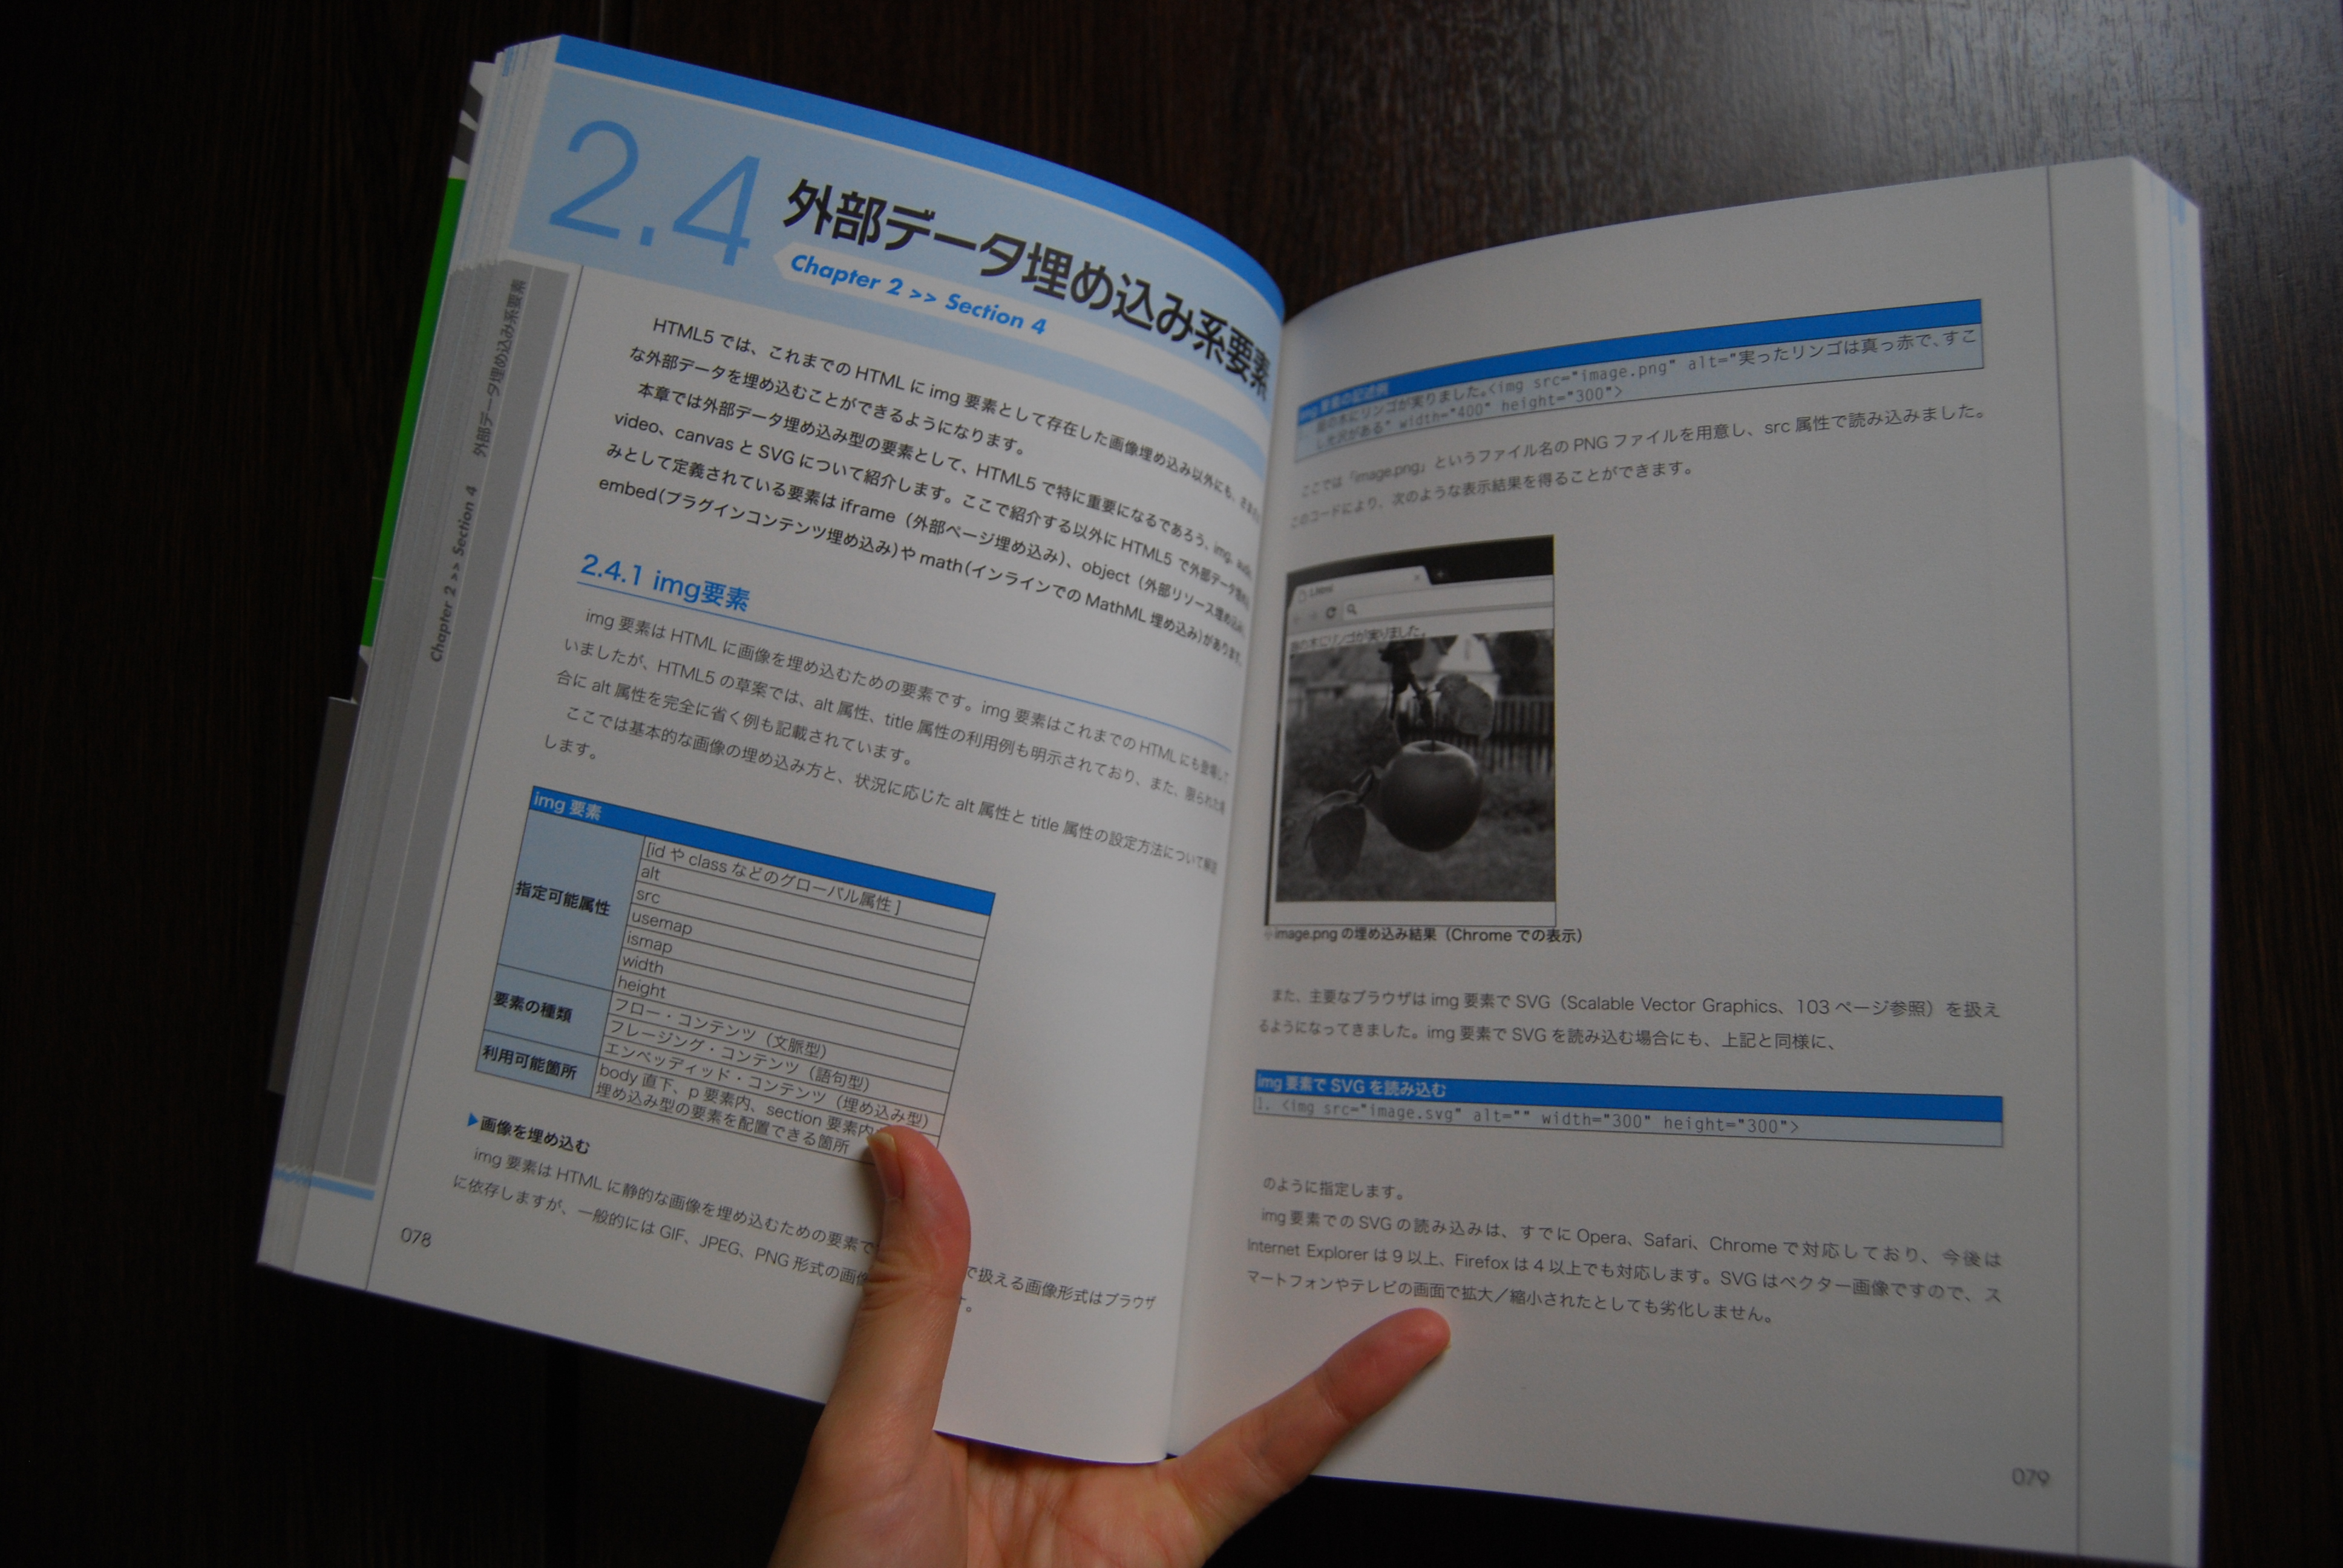 2.4 外部データ埋め込み系要素
Chapter 2 >> Section 4
Chapter 2 >> Section 4 外部データ埋め込み系要素
HTML5 では、これまでの HTML に img 要素として存在した画像埋め込み以外にも、さまざま
な外部データを埋め込むことができるようになります。
本章では外部データ埋め込み型の要素として、HTML5 で特に重要になるであろう、img、audio、
video、canvas と SVG について紹介します。ここで紹介する以外に HTML5 で外部データ埋め込
みとして定義されている要素は iframe（外部ページ埋め込み）、object（外部リソース埋め込み）、
embed(プラグインコンテンツ埋め込み)や math(インラインでの MathML 埋め込み)があります。
2.4.1 img要素
img 要素は HTML に画像を埋め込むための要素です。img 要素はこれまでの HTML にも登場して
いましたが、HTML5 の草案では、alt 属性、title 属性の利用例も明示されており、また、限られた場
合に alt 属性を完全に省く例も記載されています。
ここでは基本的な画像の埋め込み方と、状況に応じた alt 属性と title 属性の設定方法について解説
します。
img 要素
指定可能属性
[id や class などのグローバル属性 ]
alt
src
usemap
ismap
width
height
要素の種類
フロー・コンテンツ（文脈型）
フレージング・コンテンツ（語句型）
エンベッディッド・コンテンツ（埋め込み型）
利用可能箇所
body 直下、p 要素内、section 要素内
埋め込み型の要素を配置できる箇所
▶画像を埋め込む
img 要素は HTML に静的な画像を埋め込むための要素で で扱える画像形式はブラウザ
に依存しますが、一般的には GIF、JPEG、PNG 形式の画像 す。
078
img 要素の記述例
庭の木にリンゴが実りました。<img src="image.png" alt="実ったリンゴは真っ赤で、すこ
し光沢がある" width="400" height="300">
ここでは「image.png」というファイル名の PNG ファイルを用意し、src 属性で読み込みました。
このコードにより、次のような表示結果を得ることができます。
庭の木にリンゴが実りました。
image.png の埋め込み結果（Chrome での表示）
また、主要なブラウザは img 要素で SVG（Scalable Vector Graphics、103 ページ参照）を扱え
るようになってきました。img 要素で SVG を読み込む場合にも、上記と同様に、
img 要素で SVG を読み込む
1. <img src="image.svg" alt="" width="300" height="300">
のように指定します。
img 要素での SVG の読み込みは、すでに Opera、Safari、Chrome で対応しており、今後は
Internet Explorer は 9 以上、Firefox は 4 以上でも対応します。SVG はベクター画像ですので、ス
マートフォンやテレビの画面で拡大／縮小されたとしても劣化しません。
079